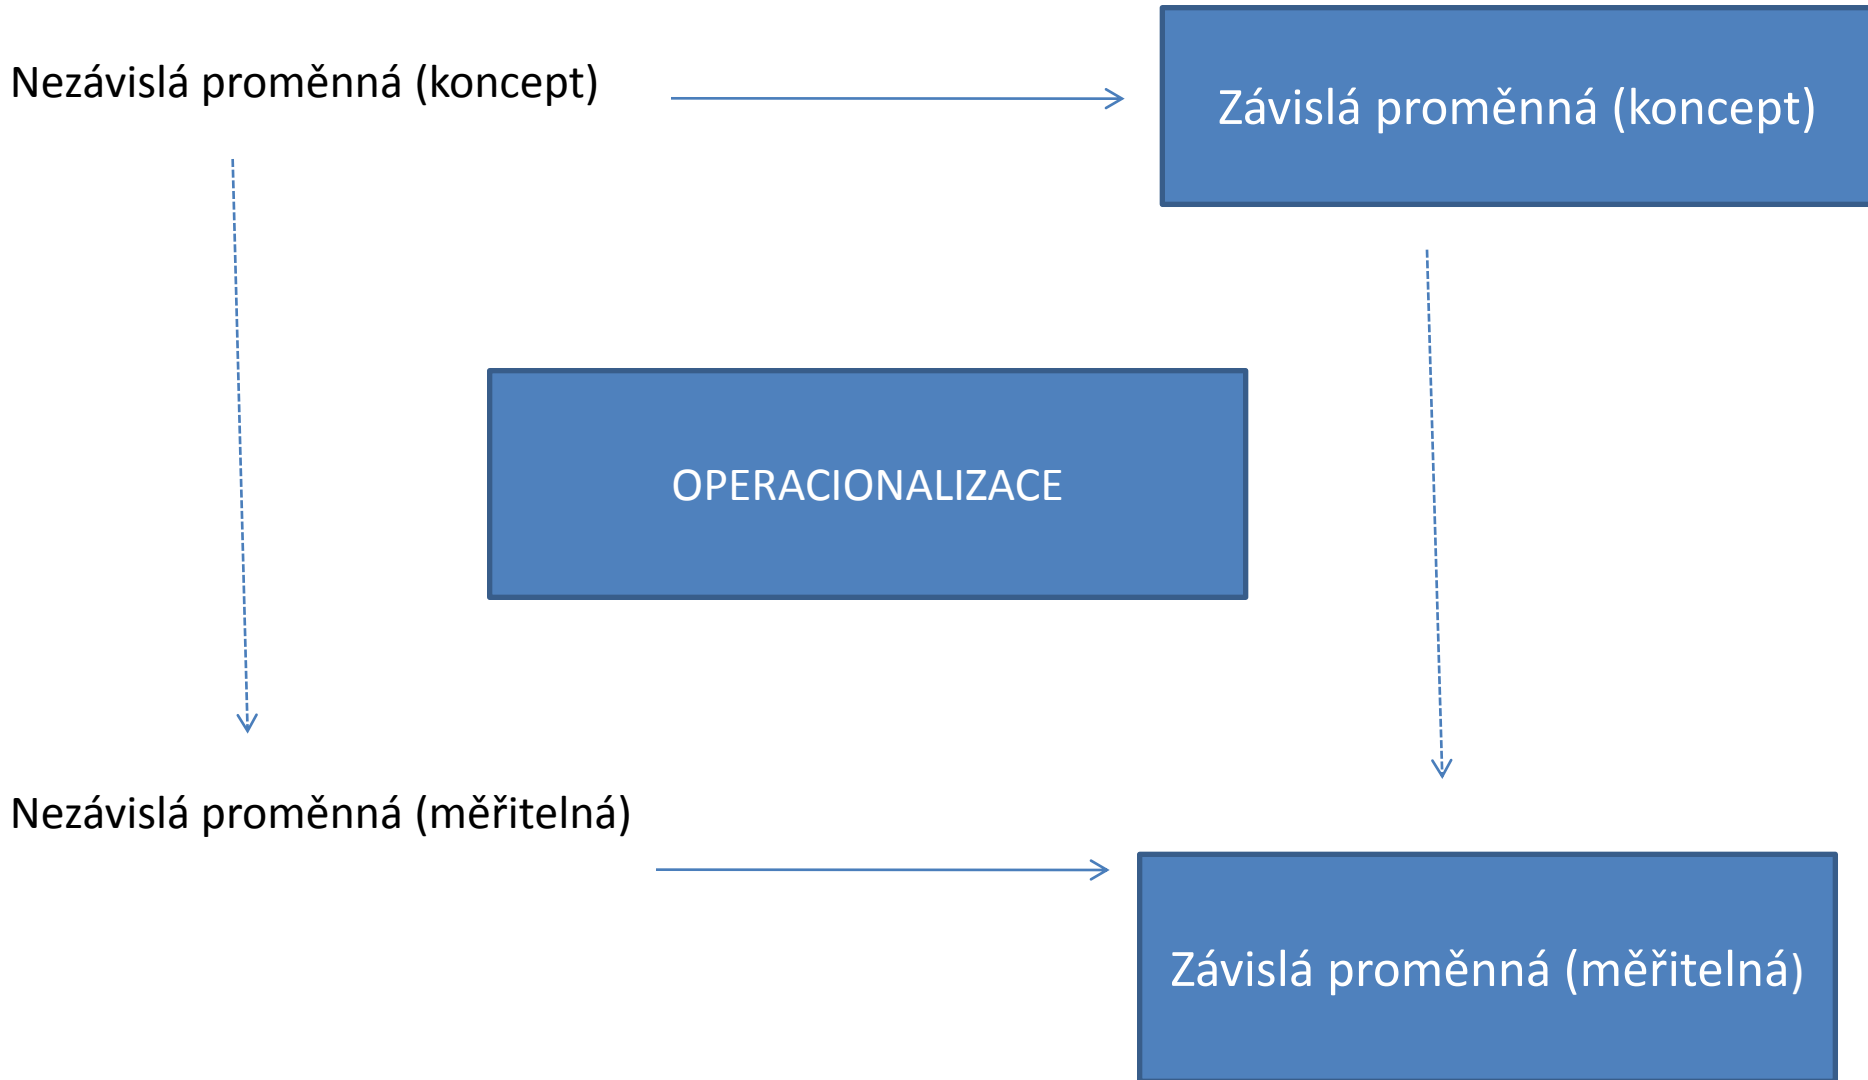 Nezávislá proměnná (koncept)
Závislá proměnná (koncept)
OPERACIONALIZACE
Nezávislá proměnná (měřitelná)
Závislá proměnná (měřitelná)